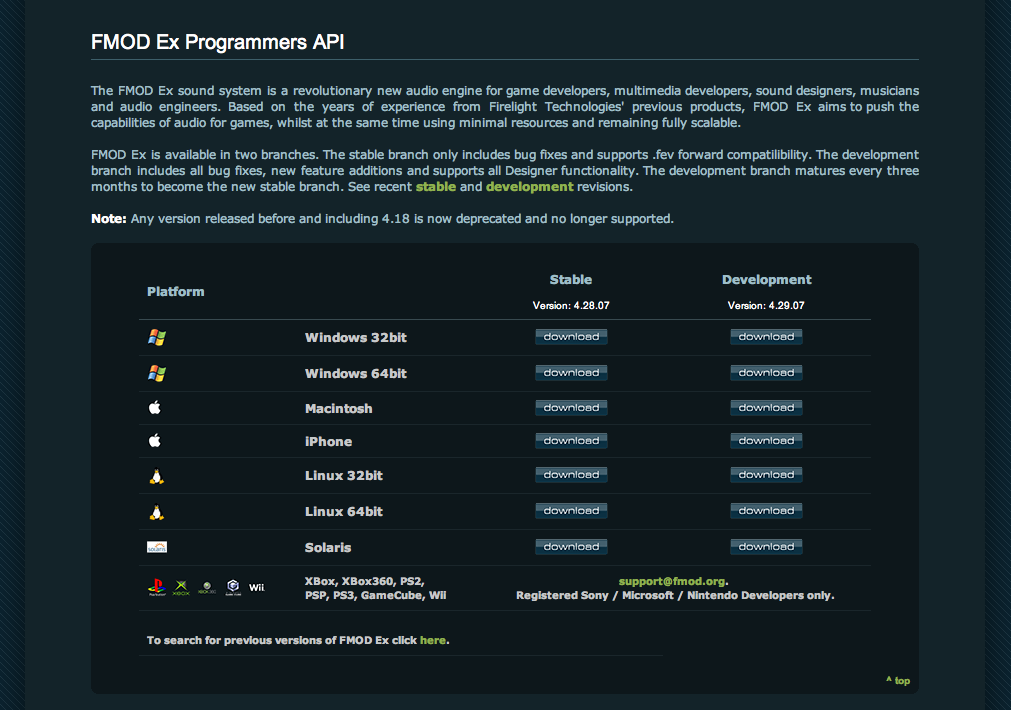 FMOD Ex Programmers API
The FMOD Ex sound system is a revolutionary new audio engine for game developers, multimedia developers, sound designers, musicians
and audio engineers. Based on the years of experience from Firelight Technologies' previous products, FMOD Ex aims to push the
capabilities of audio for games, whilst at the same time using minimal resources and remaining fully scalable.
FMOD Ex is available in two branches. The stable branch only includes bug fixes and supports .fev forward compatilibility. The development
branch includes all bug fixes, new feature additions and supports all Designer functionality. The development branch matures every three
months to become the new stable branch. See recent stable and development revisions.
Note: Any version released before and including 4.18 is now deprecated and no longer supported.
Platform Stable Development
Version: 4.28.07 Version: 4.29.07
Windows 32bit download download
Windows 64bit download download
Macintosh download download
iPhone download download
Linux 32bit download download
Linux 64bit download download
Solaris download download
Wii XBox, XBox360, PS2, support@fmod.org.
PSP, PS3, GameCube, Wii Registered Sony / Microsoft / Nintendo Developers only.
To search for previous versions of FMOD Ex click here.
^ top